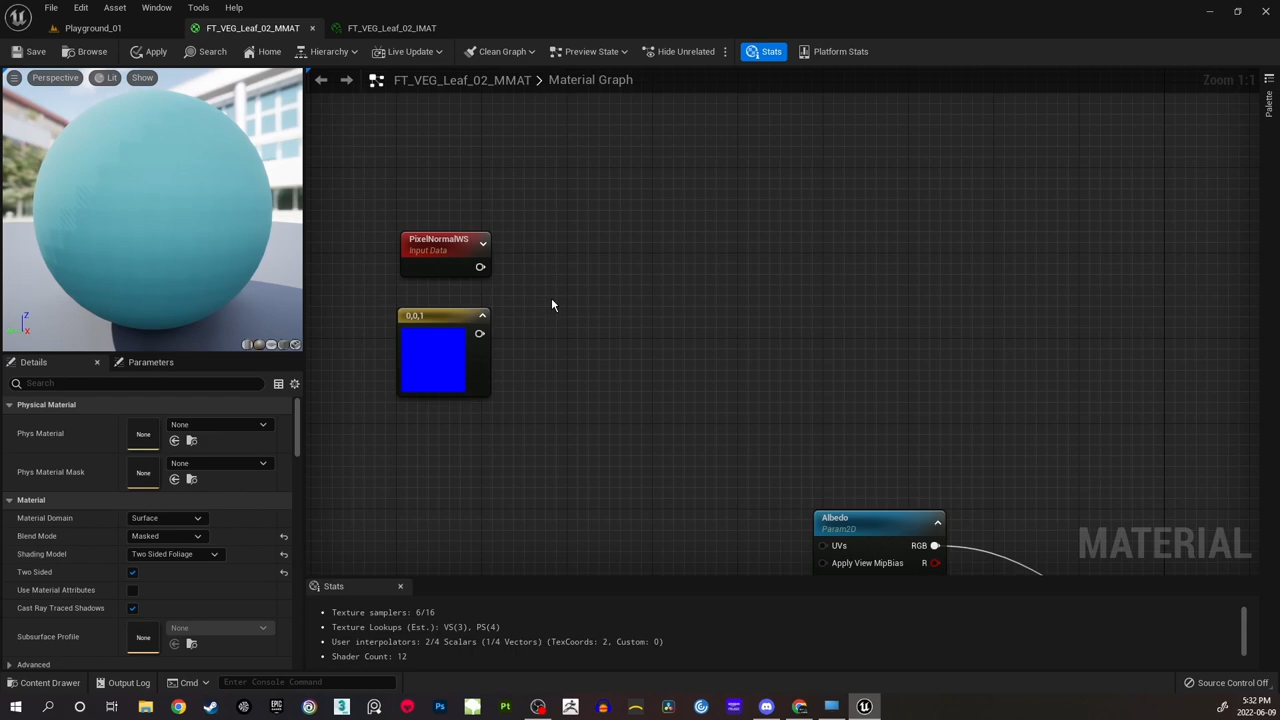 File Edit Asset Window Tools Help
Playground_01 FT_VEG_Leaf_02_MMAT FT_VEG_Leaf_02_IMAT
Save Browse Apply Search Home Hierarchy Live Update Clean Graph Preview State Hide Unrelated Stats Platform Stats
Perspective Lit Show
FT_VEG_Leaf_02_MMAT Material Graph
Zoom 1:1
Palette
PixelNormalWS
Input Data
0,0,1
Z
X
Details Parameters
Search
Physical Material
Phys Material None None
Phys Material Mask None None
Material
Material Domain Surface
Blend Mode Masked
Shading Model Two Sided Foliage
Two Sided
Use Material Attributes
Cast Ray Traced Shadows
Subsurface Profile None None
Advanced
Albedo
Param2D
UVs RGB
Apply View MipBias R
MATERIAL
Stats
Texture samplers: 6/16
Texture Lookups (Est.): VS(3), PS(4)
User interpolators: 2/4 Scalars (1/4 Vectors) (TexCoords: 2, Custom: 0)
Shader Count: 12
Content Drawer Output Log Cmd Enter Console Command Source Control Off
5:32 PM
2022-06-09